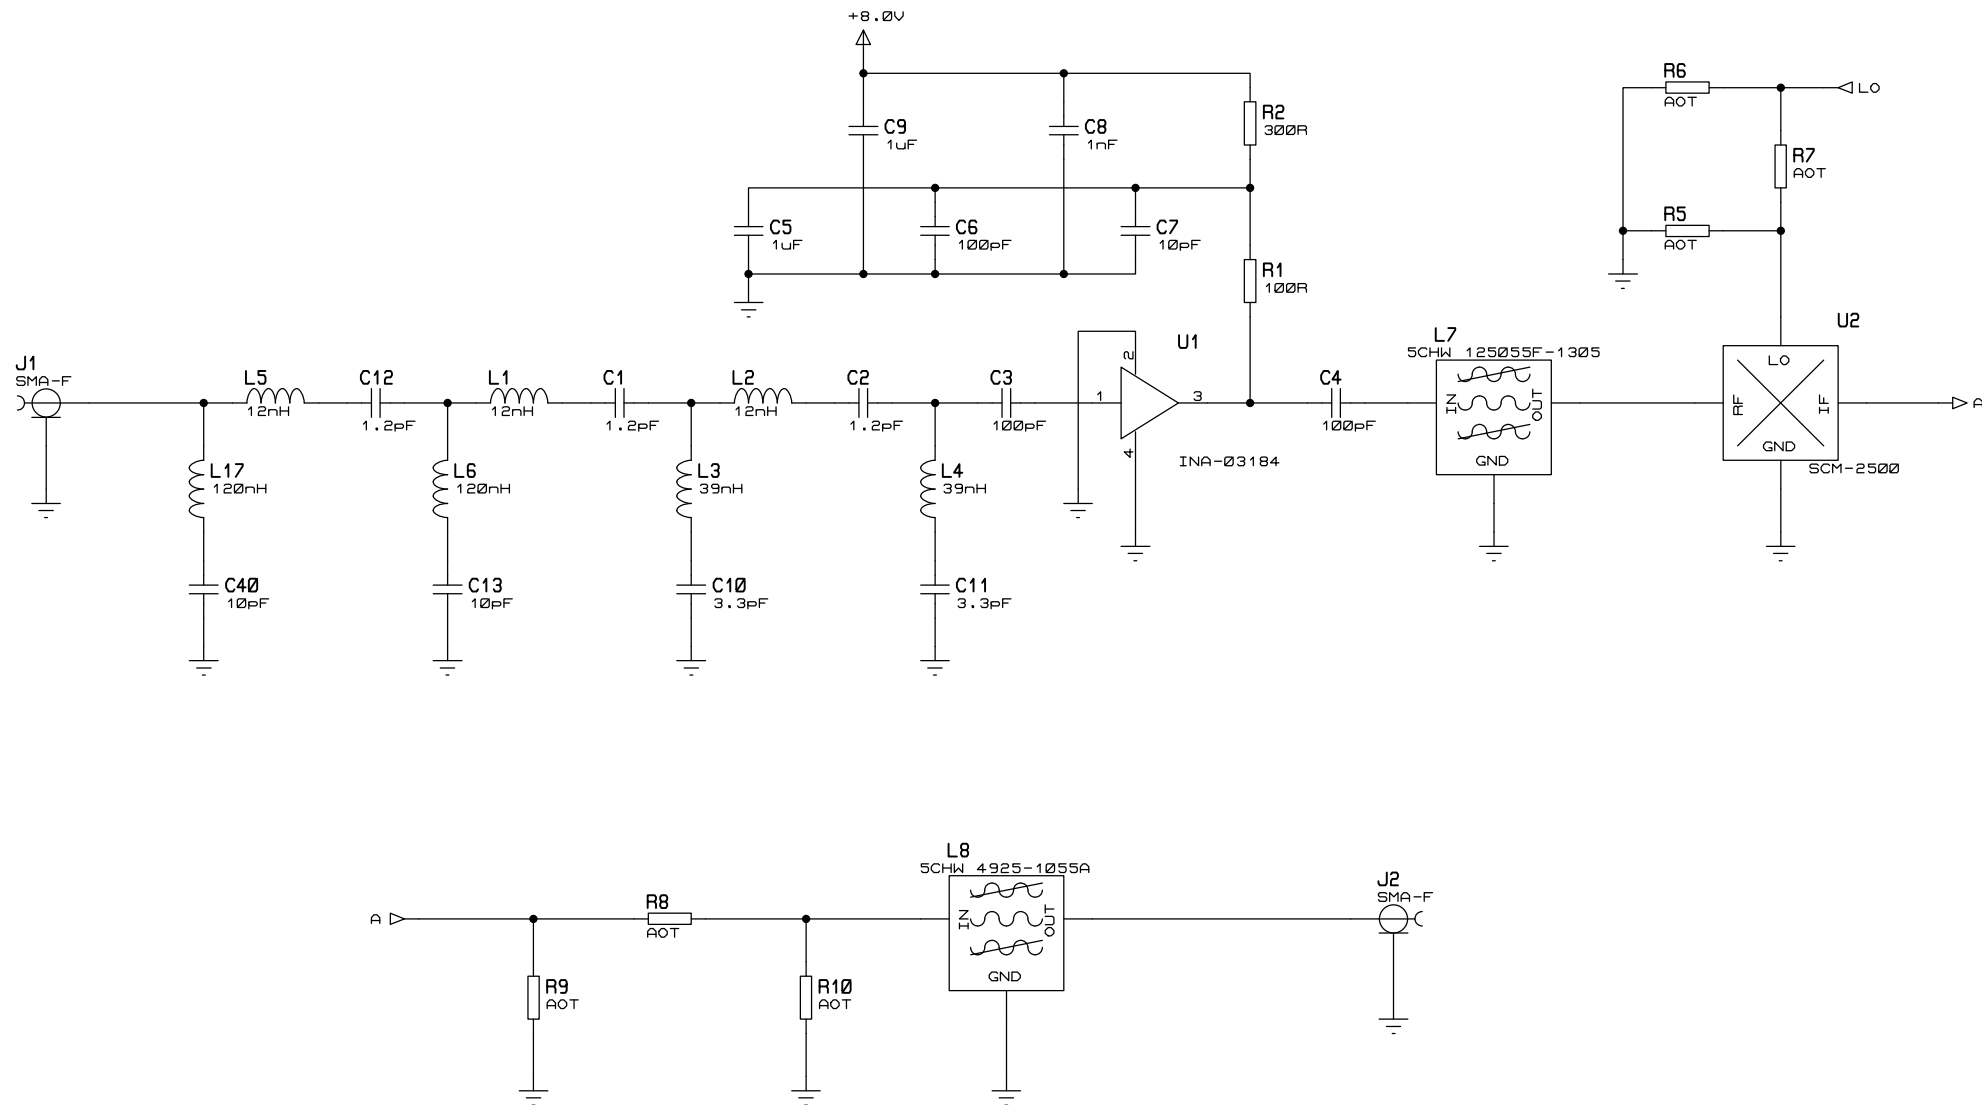 +8.0V
R6
AOT
LO
C9
1uF
C8
1nF
R2
300R
R7
AOT
C5
1uF
C6
100pF
C7
10pF
R5
AOT
R1
100R
J1
SMA-F
L5
12nH
C12
1.2pF
L1
12nH
C1
1.2pF
L2
12nH
C2
1.2pF
C3
100pF
U1
1
2
3
4
INA-03184
C4
100pF
L7
5CHW 125055F-1305
IN
OUT
GND
U2
LO
RF
IF
GND
SCM-2500
A
L17
120nH
L6
120nH
L3
39nH
L4
39nH
C40
10pF
C13
10pF
C10
3.3pF
C11
3.3pF
A
R8
AOT
R9
AOT
R10
AOT
L8
5CHW 4925-1055A
IN
OUT
GND
J2
SMA-F